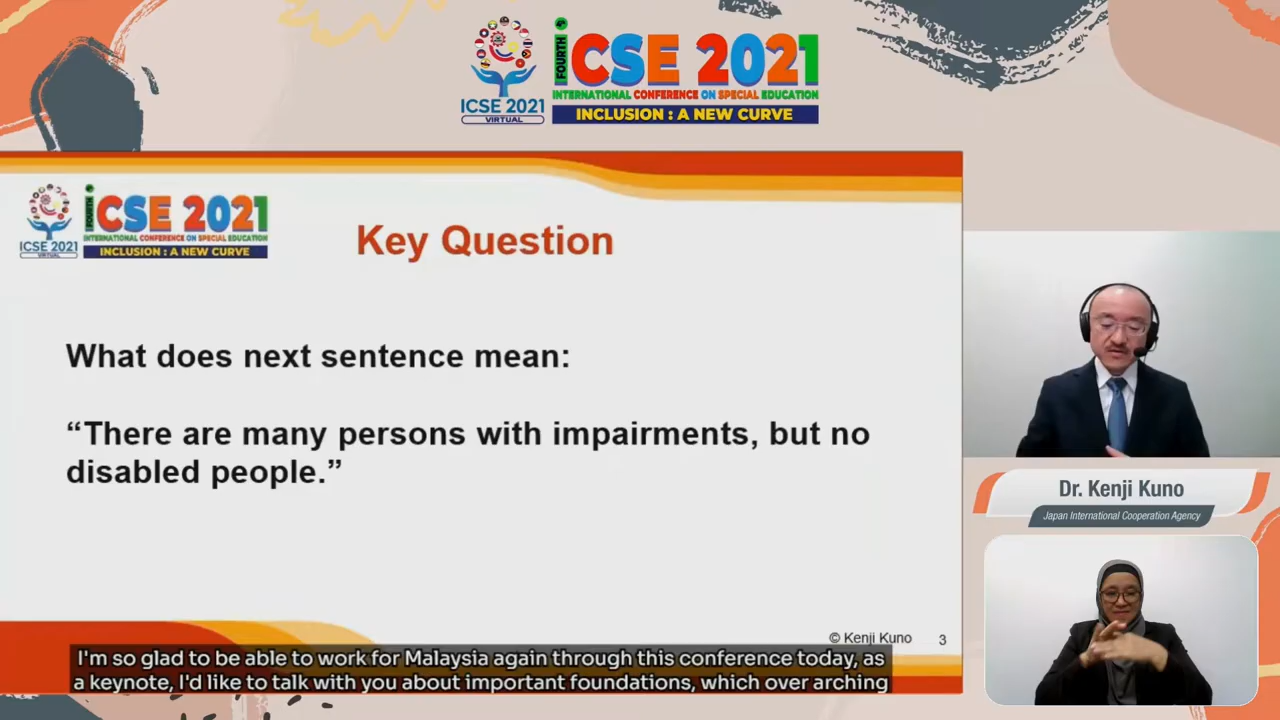 ICSE 2021
VIRTUAL
FOURTH
iCSE 2021
INTERNATIONAL CONFERENCE ON SPECIAL EDUCATION
INCLUSION : A NEW CURVE
ICSE 2021
VIRTUAL
FOURTH
iCSE 2021
INTERNATIONAL CONFERENCE ON SPECIAL EDUCATION
INCLUSION : A NEW CURVE
Key Question
What does next sentence mean:
“There are many persons with impairments, but no
disabled people.”
© Kenji Kuno 3
I'm so glad to be able to work for Malaysia again through this conference today, as
a keynote, I'd like to talk with you about important foundations, which over arching
Dr. Kenji Kuno
Japan International Cooperation Agency